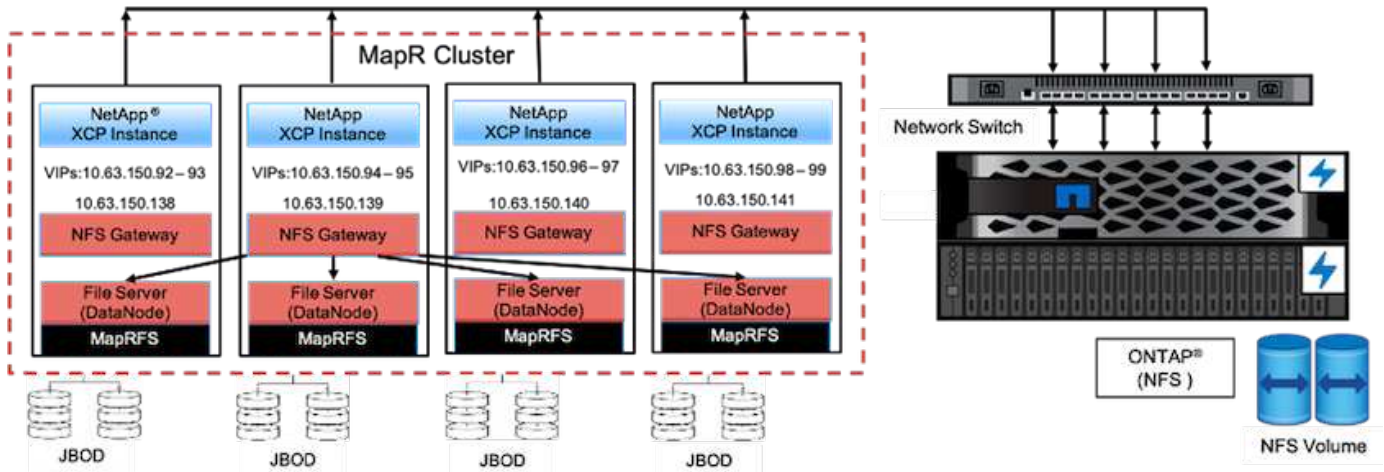 MapR Cluster
NetApp®
XCP Instance
VIPs:10.63.150.92–93
10.63.150.138
NFS Gateway
File Server
(DataNode)
MapRFS
JBOD
NetApp
XCP Instance
VIPs:10.63.150.94–95
10.63.150.139
NFS Gateway
File Server
(DataNode)
MapRFS
JBOD
NetApp
XCP Instance
VIPs:10.63.150.96–97
10.63.150.140
NFS Gateway
File Server
(DataNode)
MapRFS
JBOD
NetApp
XCP Instance
VIPs:10.63.150.98–99
10.63.150.141
NFS Gateway
File Server
(DataNode)
MapRFS
JBOD
Network Switch
ONTAP®
(NFS )
NFS Volume